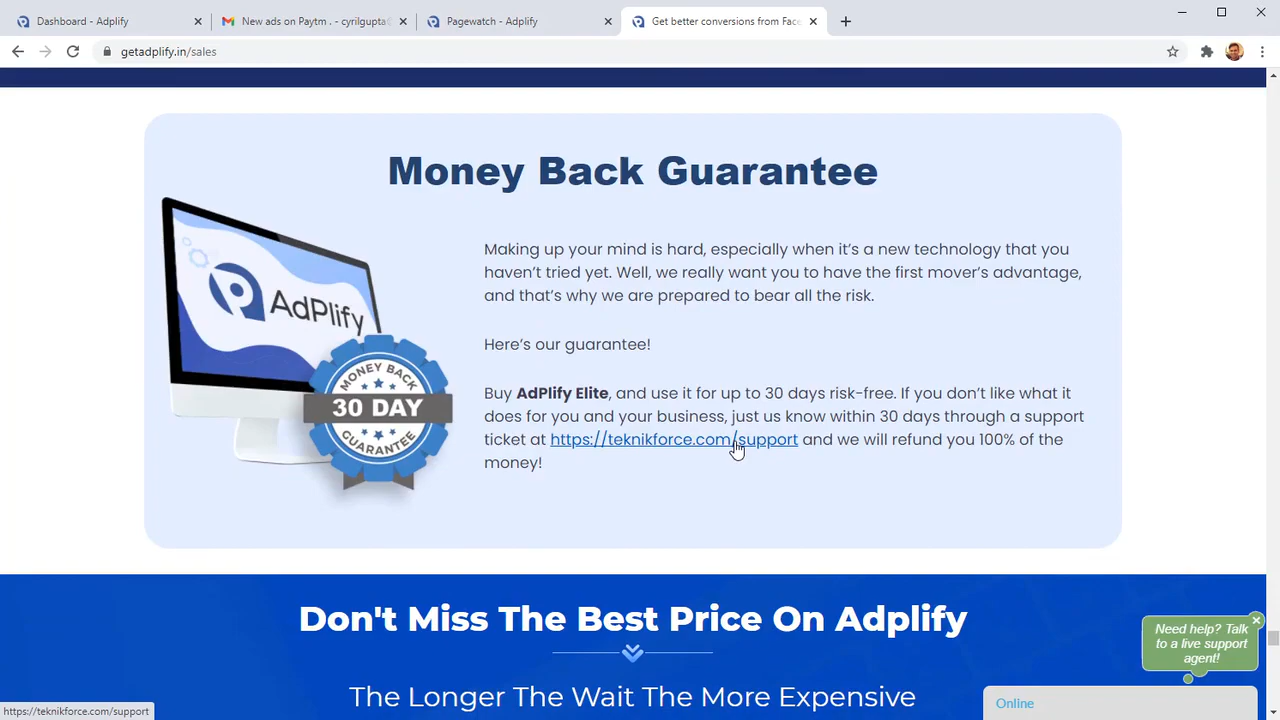 Dashboard - Adplify
New ads on Paytm . - cyrilgupta@
Pagewatch - Adplify
Get better conversions from Face
getadplify.in/sales
Money Back Guarantee
Making up your mind is hard, especially when it's a new technology that you
haven't tried yet. Well, we really want you to have the first mover's advantage,
and that's why we are prepared to bear all the risk.
Here's our guarantee!
Buy AdPlify Elite, and use it for up to 30 days risk-free. If you don't like what it
does for you and your business, just us know within 30 days through a support
ticket at https://teknikforce.com/support and we will refund you 100% of the
money!
AdPlify
MONEY BACK
30 DAY
GUARANTEE
Don't Miss The Best Price On Adplify
The Longer The Wait The More Expensive
Need help? Talk
to a live support
agent!
Online
https://teknikforce.com/support